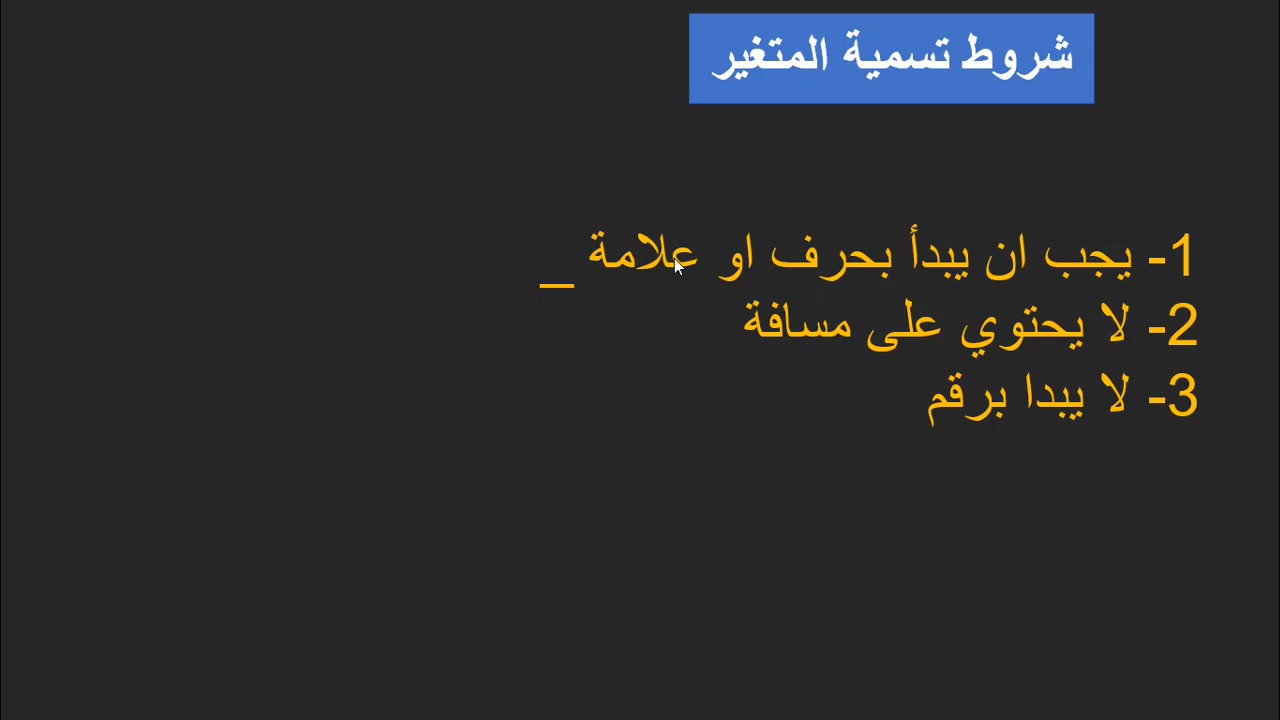 شروط تسمية المتغير
1- يجب ان يبدأ بحرف او علامة _
2- لا يحتوي على مسافة
3- لا يبدا برقم